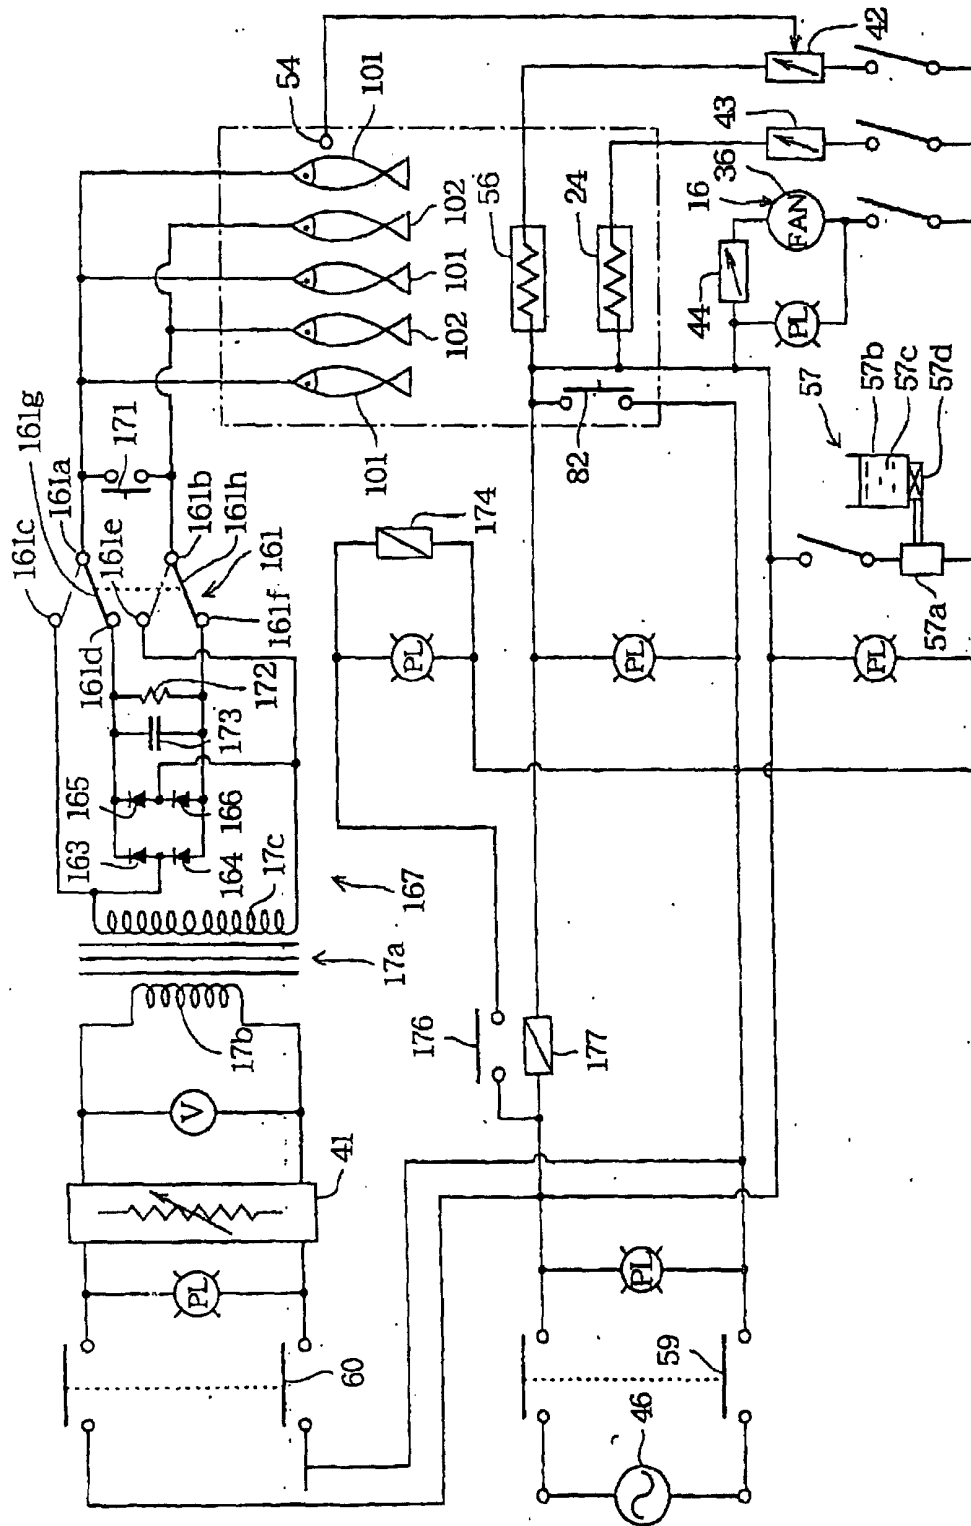 161g
161a
161c
171
161e
161b
161h
161
161f
161d
172
173
165
166
163
164
17c
167
17a
17b
V
41
PL
60
54
101
102
101
102
101
56
24
82
174
PL
PL
176
177
42
43
36
16
FAN
44
PL
57
57b
57c
57d
57a
PL
PL
59
46